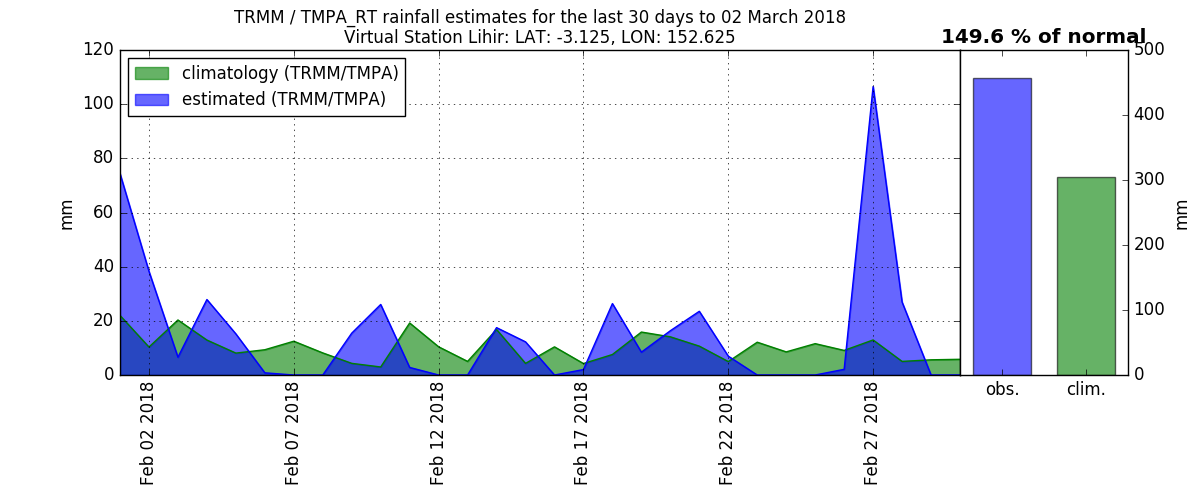 TRMM / TMPA_RT rainfall estimates for the last 30 days to 02 March 2018
Virtual Station Lihir: LAT: -3.125, LON: 152.625
149.6 % of normal
climatology (TRMM/TMPA)
estimated (TRMM/TMPA)
mm
120
100
80
60
40
20
0
Feb 02 2018
Feb 07 2018
Feb 12 2018
Feb 17 2018
Feb 22 2018
Feb 27 2018
obs.
clim.
500
400
300
200
100
0
mm